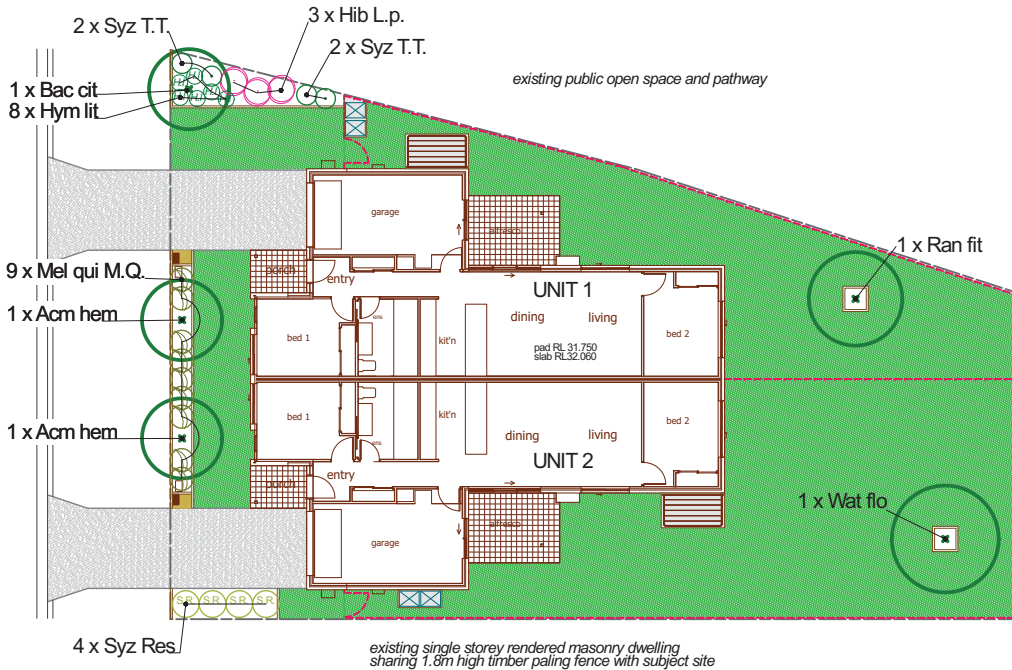 2 x Syz T.T.
3 x Hib L.p.
2 x Syz T.T.
existing public open space and pathway
1 x Bac cit
8 x Hym lit
garage
alfresco
1 x Ran fit
9 x Mel qui M.Q.
porch
entry
UNIT 1
1 x Acm hem
ens
dining
living
bed 1
kit'n
pad RL 31.750
slab RL32.060
bed 2
bed 1
kit'n
bed 2
1 x Acm hem
ens
dining
living
entry
UNIT 2
porch
1 x Wat flo
alfresco
garage
S.R S.R S.R S.R
4 x Syz Res
existing single storey rendered masonry dwelling
sharing 1.8m high timber paling fence with subject site